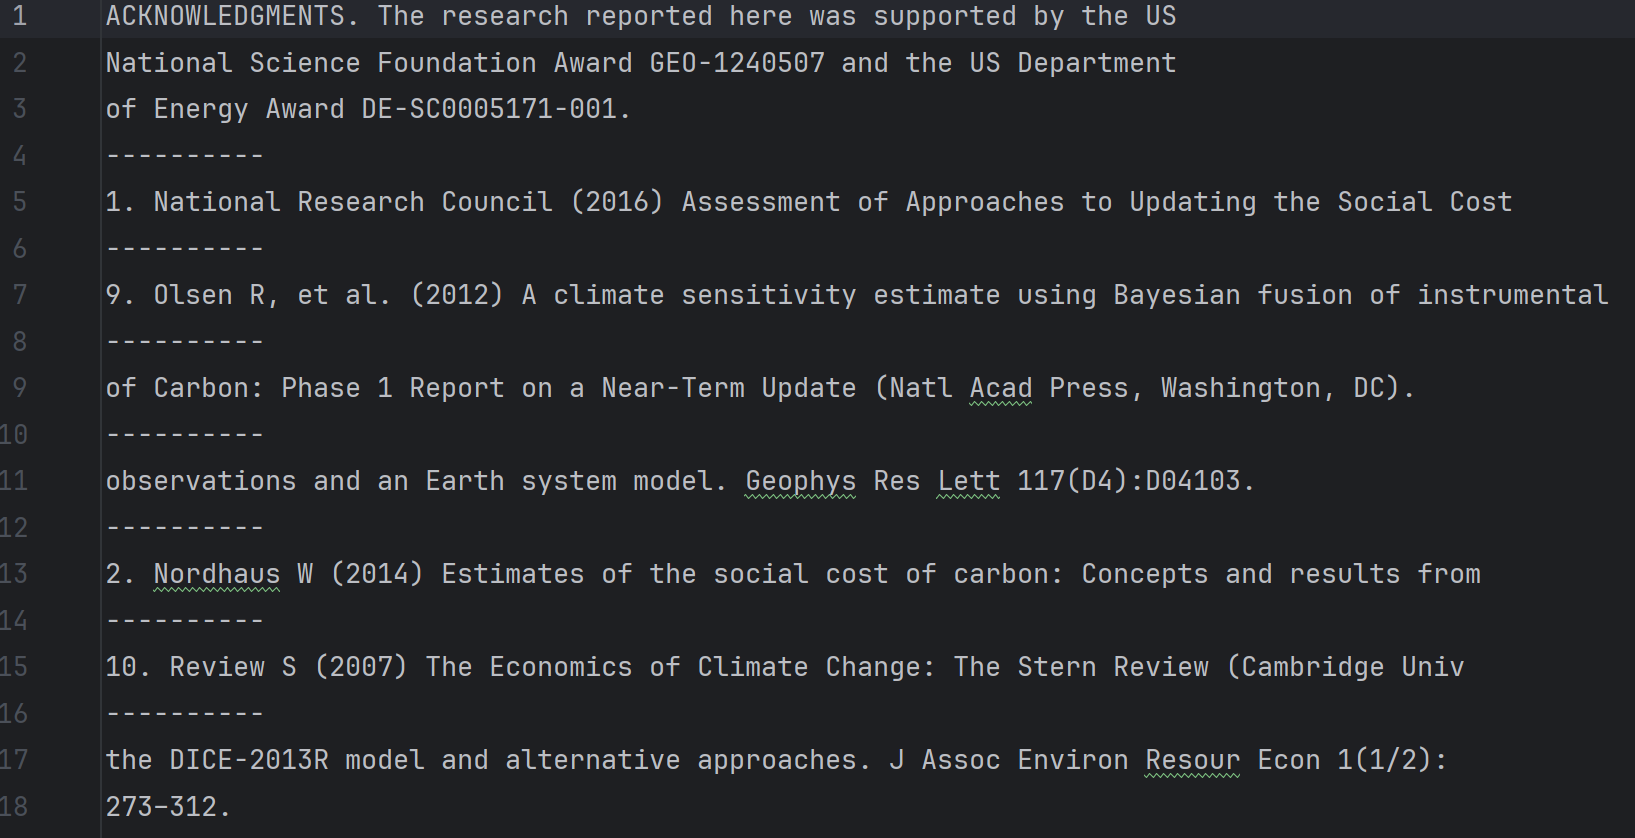 1 ACKNOWLEDGMENTS. The research reported here was supported by the US
2 National Science Foundation Award GEO-1240507 and the US Department
3 of Energy Award DE-SC0005171-001.
4 ----------
5 1. National Research Council (2016) Assessment of Approaches to Updating the Social Cost
6 ----------
7 9. Olsen R, et al. (2012) A climate sensitivity estimate using Bayesian fusion of instrumental
8 ----------
9 of Carbon: Phase 1 Report on a Near-Term Update (Natl Acad Press, Washington, DC).
10 ----------
11 observations and an Earth system model. Geophys Res Lett 117(D4):D04103.
12 ----------
13 2. Nordhaus W (2014) Estimates of the social cost of carbon: Concepts and results from
14 ----------
15 10. Review S (2007) The Economics of Climate Change: The Stern Review (Cambridge Univ
16 ----------
17 the DICE-2013R model and alternative approaches. J Assoc Environ Resour Econ 1(1/2):
18 273–312.